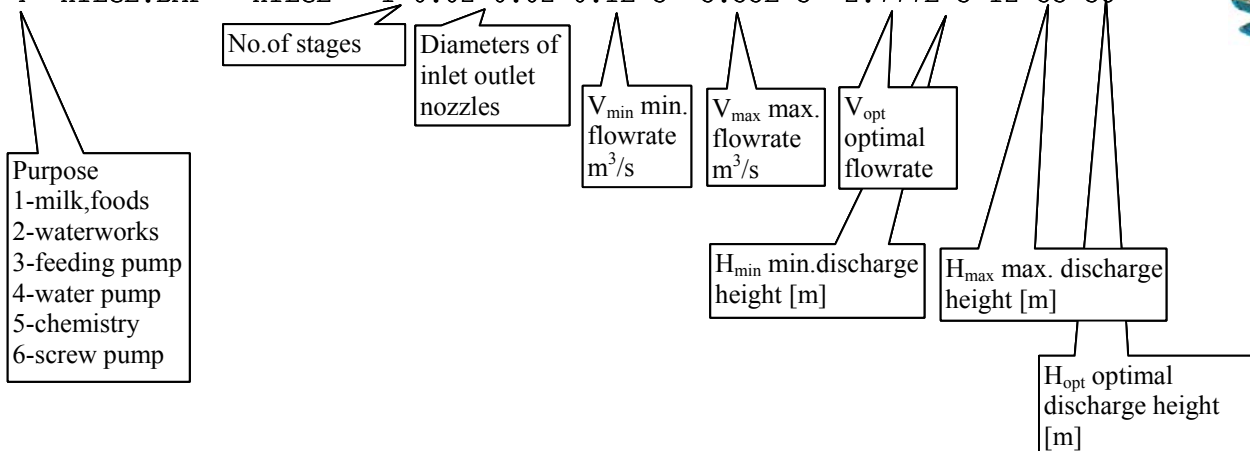 No.of stages
Diameters of
inlet outlet
nozzles
Vmin min.
flowrate
m³/s
Vmax max.
flowrate
m³/s
Vopt
optimal
flowrate
Purpose
1-milk,foods
2-waterworks
3-feeding pump
4-water pump
5-chemistry
6-screw pump
Hmin min.discharge
height [m]
Hmax max. discharge
height [m]
Hopt optimal
discharge height
[m]